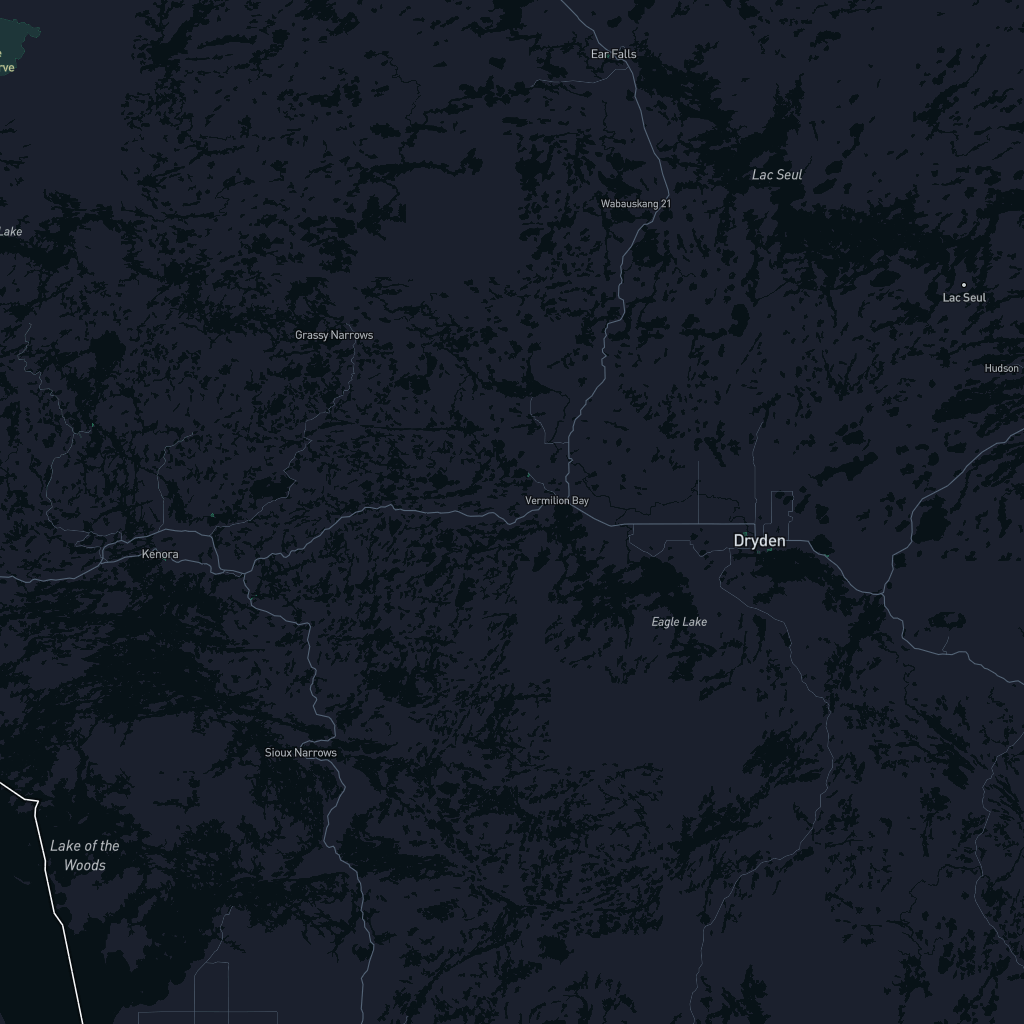 Ear Falls
e
rve
Lac Seul
Wabauskang 21
Lake
Lac Seul
Grassy Narrows
Hudson
Vermilion Bay
Dryden
Kenora
Eagle Lake
Sioux Narrows
Lake of the
Woods